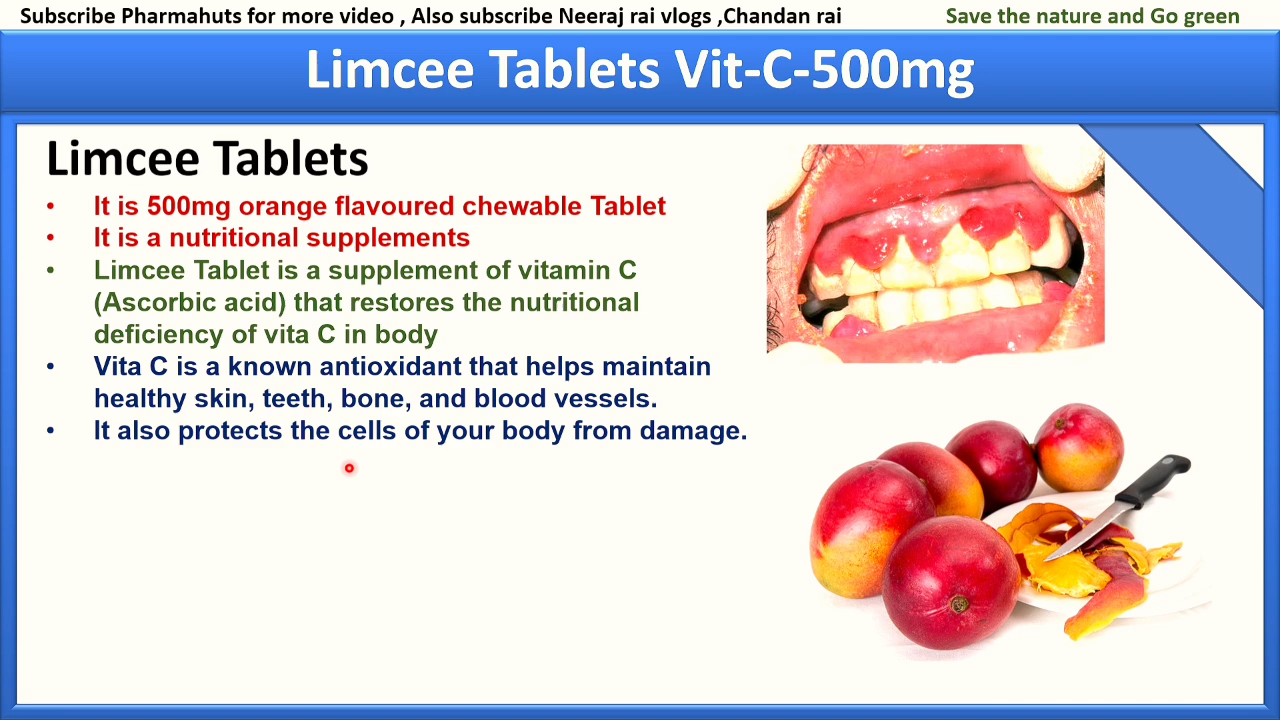 Subscribe Pharmahuts for more video , Also subscribe Neeraj rai vlogs ,Chandan rai
Save the nature and Go green
Limcee Tablets Vit-C-500mg
Limcee Tablets
• It is 500mg orange flavoured chewable Tablet
• It is a nutritional supplements
• Limcee Tablet is a supplement of vitamin C
(Ascorbic acid) that restores the nutritional
deficiency of vita C in body
• Vita C is a known antioxidant that helps maintain
healthy skin, teeth, bone, and blood vessels.
• It also protects the cells of your body from damage.